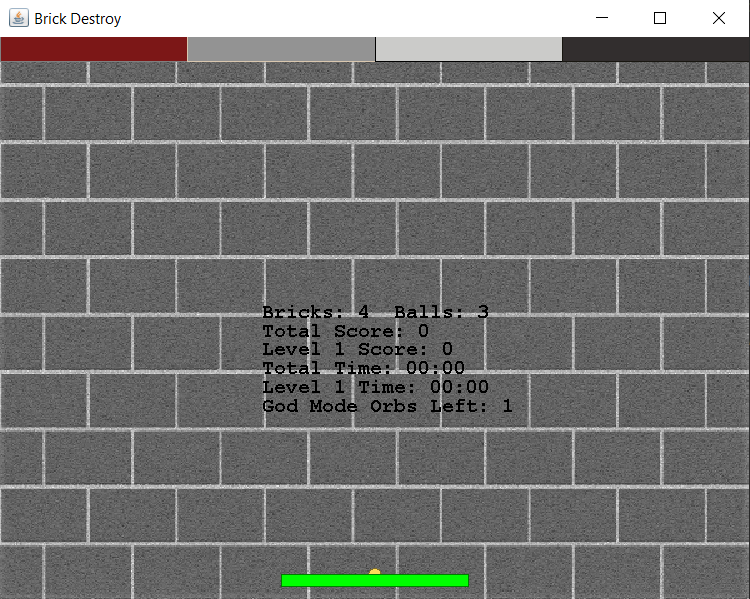 Brick Destroy
Bricks: 4  Balls: 3
Total Score: 0
Level 1 Score: 0
Total Time: 00:00
Level 1 Time: 00:00
God Mode Orbs Left: 1